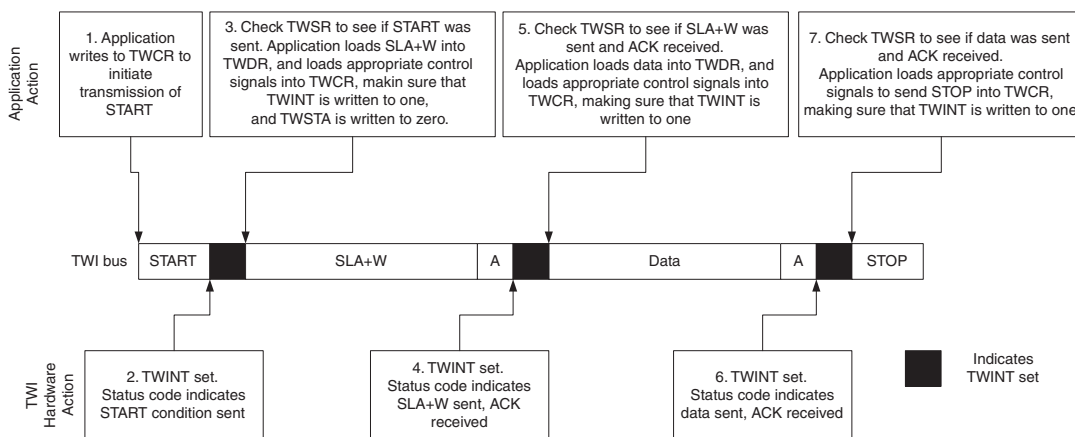 Application
Action
1. Application
writes to TWCR to
initiate
transmission of
START
3. Check TWSR to see if START was
sent. Application loads SLA+W into
TWDR, and loads appropriate control
signals into TWCR, makin sure that
TWINT is written to one,
and TWSTA is written to zero.
5. Check TWSR to see if SLA+W was
sent and ACK received.
Application loads data into TWDR, and
loads appropriate control signals into
TWCR, making sure that TWINT is
written to one
7. Check TWSR to see if data was sent
and ACK received.
Application loads appropriate control
signals to send STOP into TWCR,
making sure that TWINT is written to one
TWI bus
START
SLA+W
A
Data
A
STOP
TWI
Hardware
Action
2. TWINT set.
Status code indicates
START condition sent
4. TWINT set.
Status code indicates
SLA+W sent, ACK
received
6. TWINT set.
Status code indicates
data sent, ACK received
Indicates
TWINT set